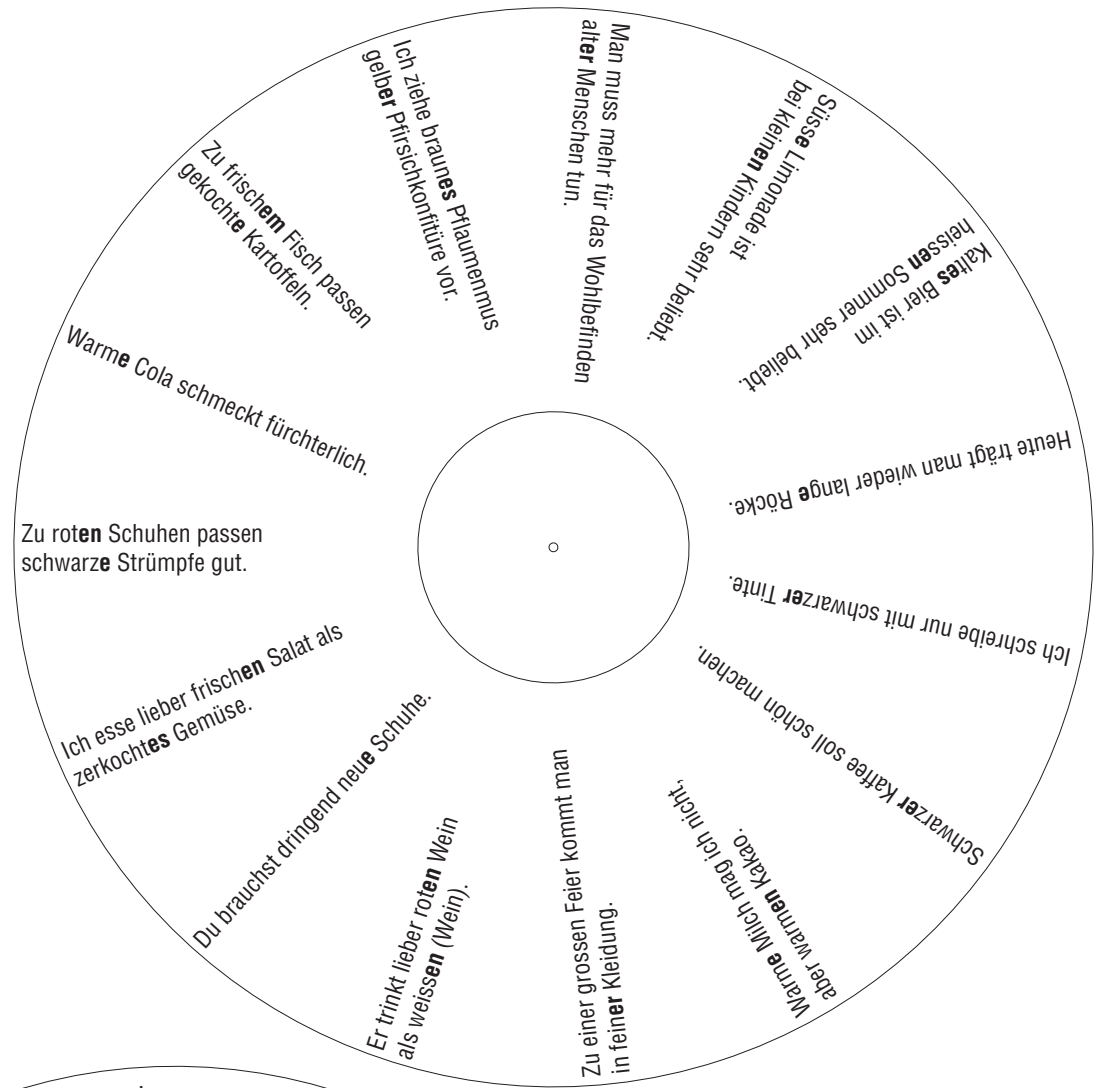 Man muss mehr für das Wohlbefinden
alter Menschen tun.
Süsse Limonade ist
bei kleinen Kindern sehr beliebt.
Kaltes Bier ist im
heissen Sommer sehr beliebt.
Heute trägt man wieder lange Röcke.
Ich schreibe nur mit schwarzer Tinte.
Schwarzer Kaffee soll schön machen.
Warme Milch mag ich nicht,
aber warmen Kakao.
Zu einer grossen Feier kommt man
in feiner Kleidung.
Er trinkt lieber roten Wein
als weissen (Wein).
Du brauchst dringend neue Schuhe.
Ich esse lieber frischen Salat als
zerkochtes Gemüse.
Zu roten Schuhen passen
schwarze Strümpfe gut.
Warme Cola schmeckt fürchterlich.
Zu frischem Fisch passen
gekochte Kartoffeln.
Ich ziehe braunes Pflaumenmus
gelber Pfirsichkonfitüre vor.